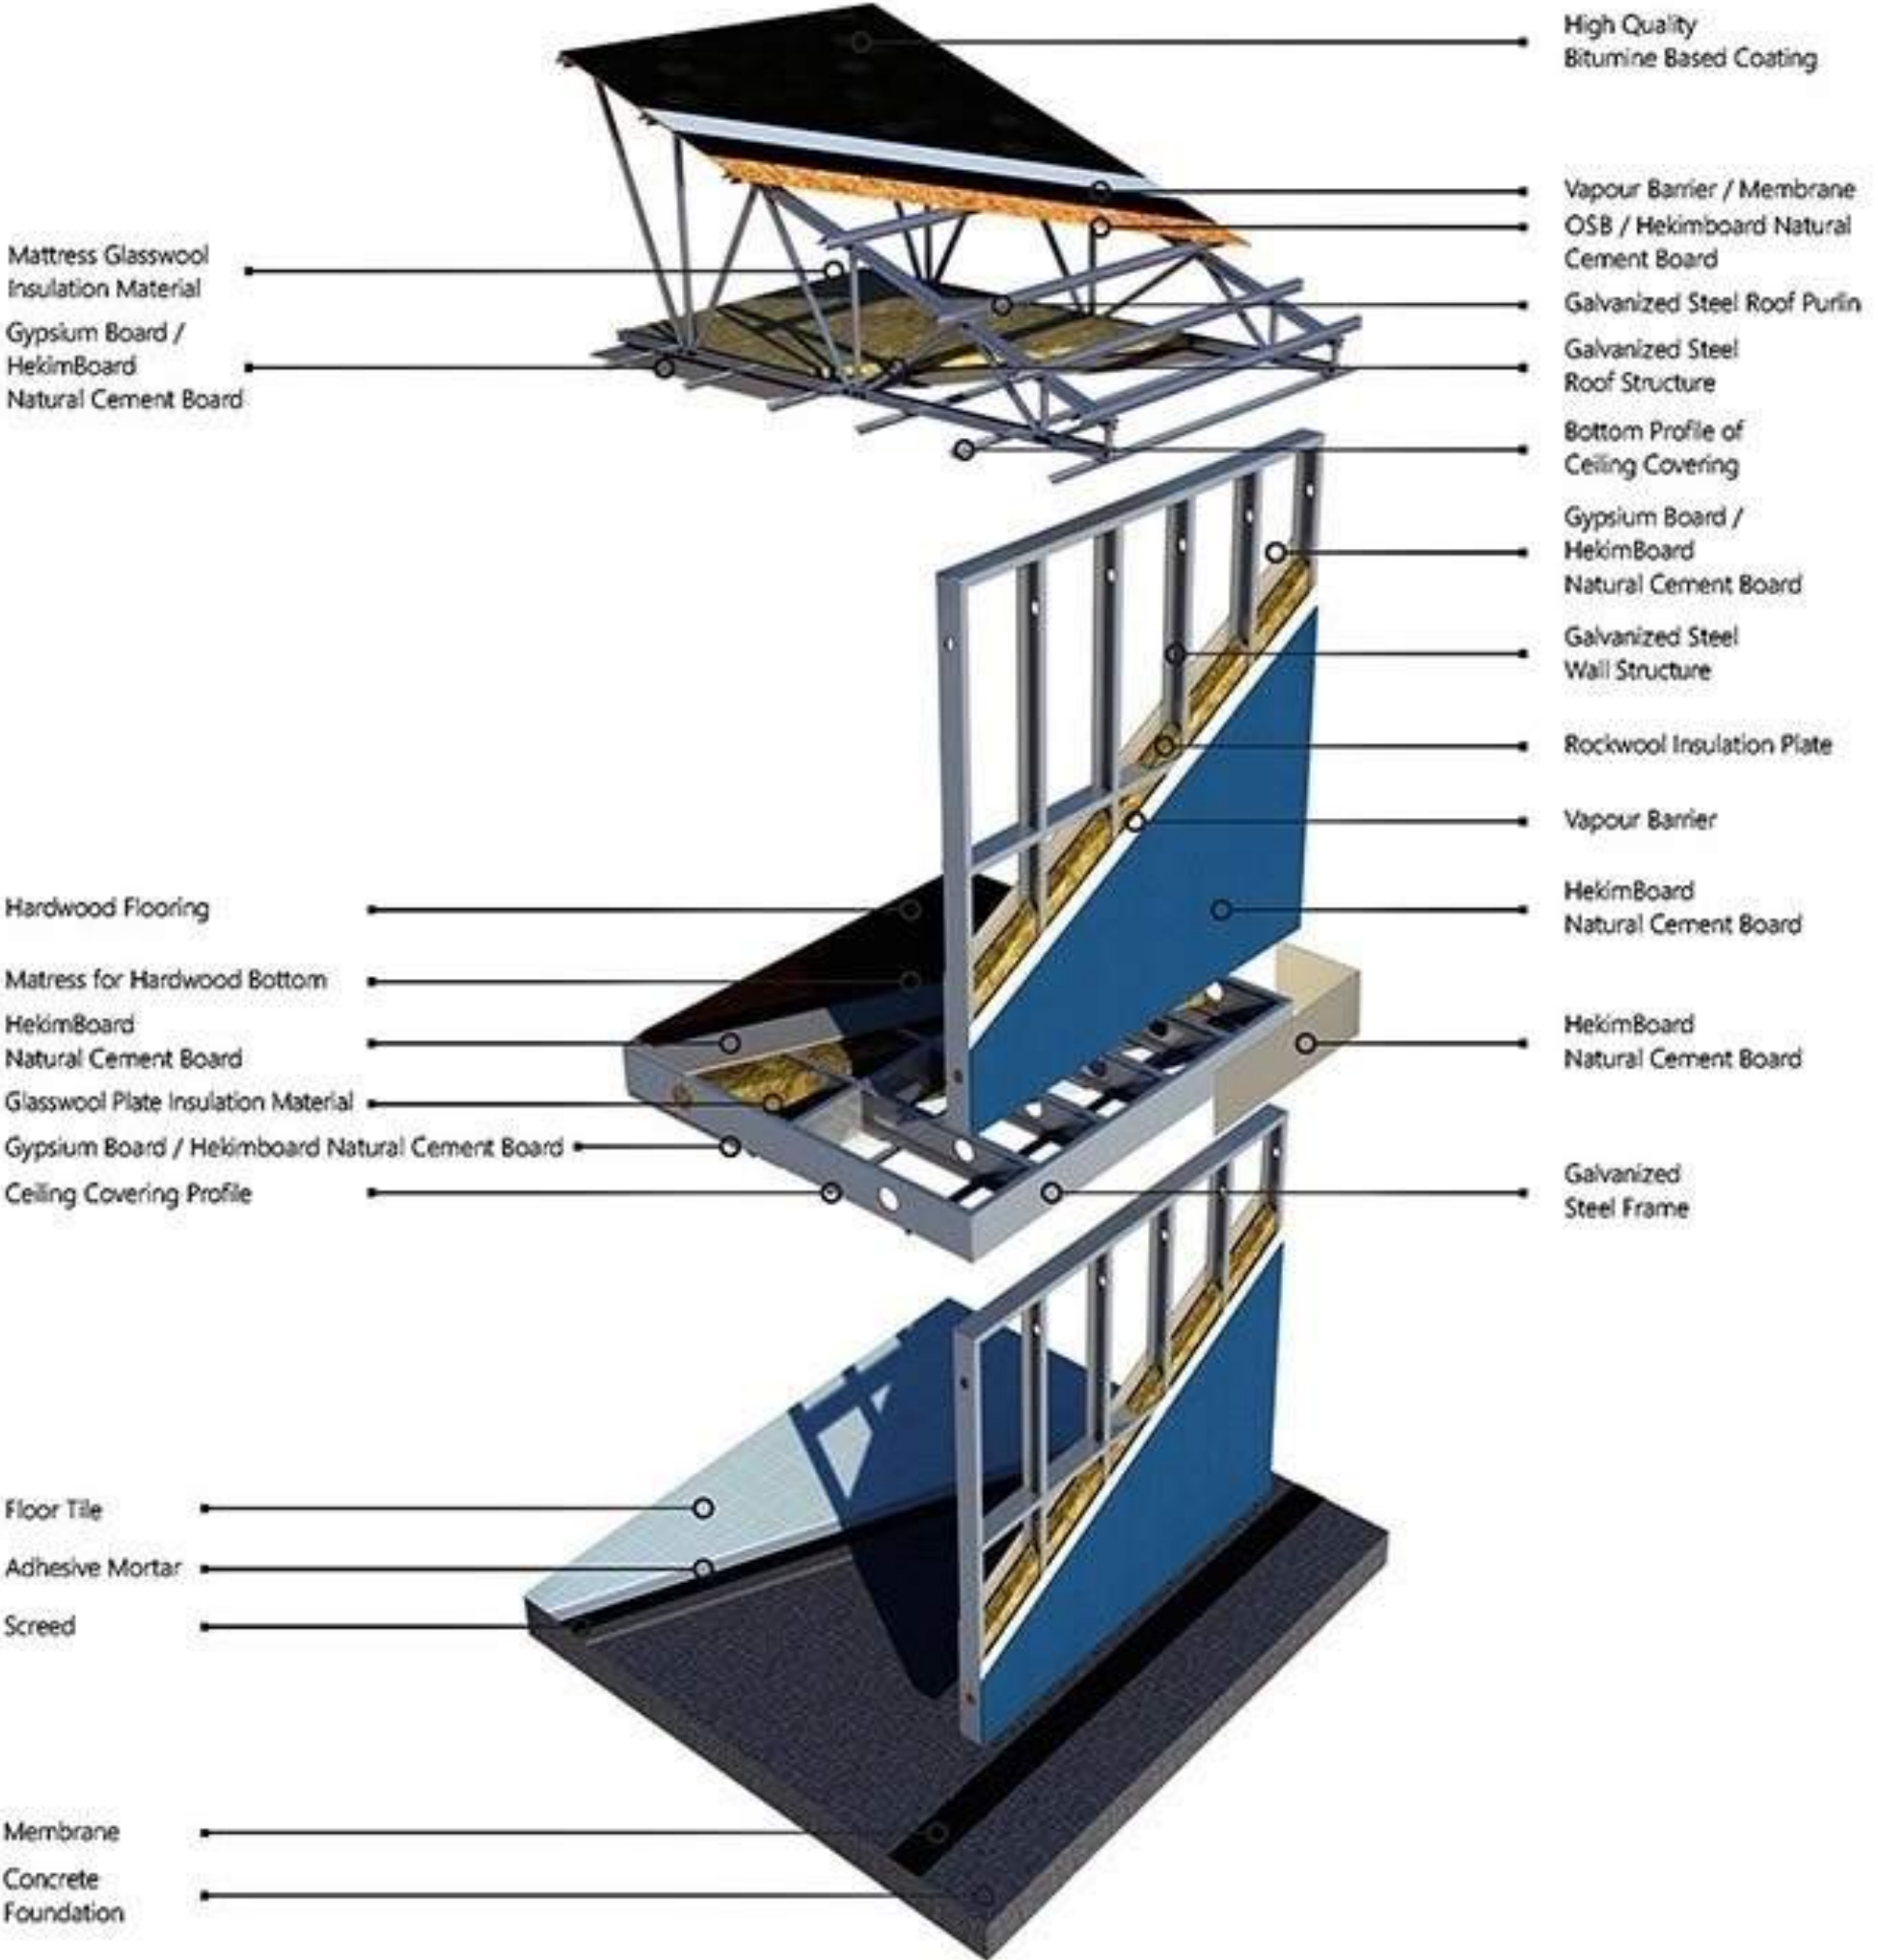 High Quality
Bitumine Based Coating
Vapour Barrier / Membrane
OSB / Hekimboard Natural
Cement Board
Galvanized Steel Roof Purlin
Galvanized Steel
Roof Structure
Bottom Profile of
Ceiling Covering
Gypsium Board /
HekimBoard
Natural Cement Board
Galvanized Steel
Wall Structure
Rockwool Insulation Plate
Vapour Barrier
HekimBoard
Natural Cement Board
HekimBoard
Natural Cement Board
Galvanized
Steel Frame
Mattress Glasswool
Insulation Material
Gypsium Board /
HekimBoard
Natural Cement Board
Hardwood Flooring
Matress for Hardwood Bottom
HekimBoard
Natural Cement Board
Glasswool Plate Insulation Material
Gypsium Board / Hekimboard Natural Cement Board
Ceiling Covering Profile
Floor Tile
Adhesive Mortar
Screed
Membrane
Concrete
Foundation